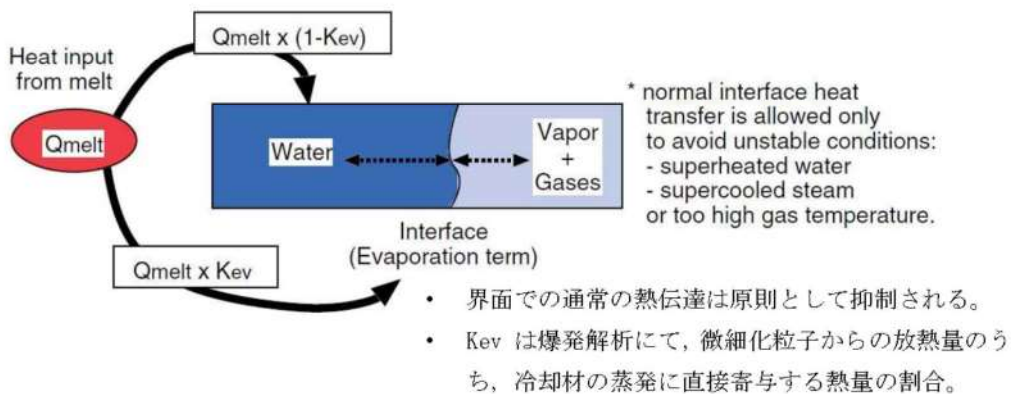 Qmelt x (1-Kev)
Heat input
from melt
Qmelt
Water
Vapor
+
Gases
* normal interface heat
transfer is allowed only
to avoid unstable conditions:
- superheated water
- supercooled steam
or too high gas temperature.
Interface
(Evaporation term)
Qmelt x Kev
・ 界面での通常の熱伝達は原則として抑制される。
・ Kev は爆発解析にて, 微細化粒子からの放熱量のう
ち, 冷却材の蒸発に直接寄与する熱量の割合。